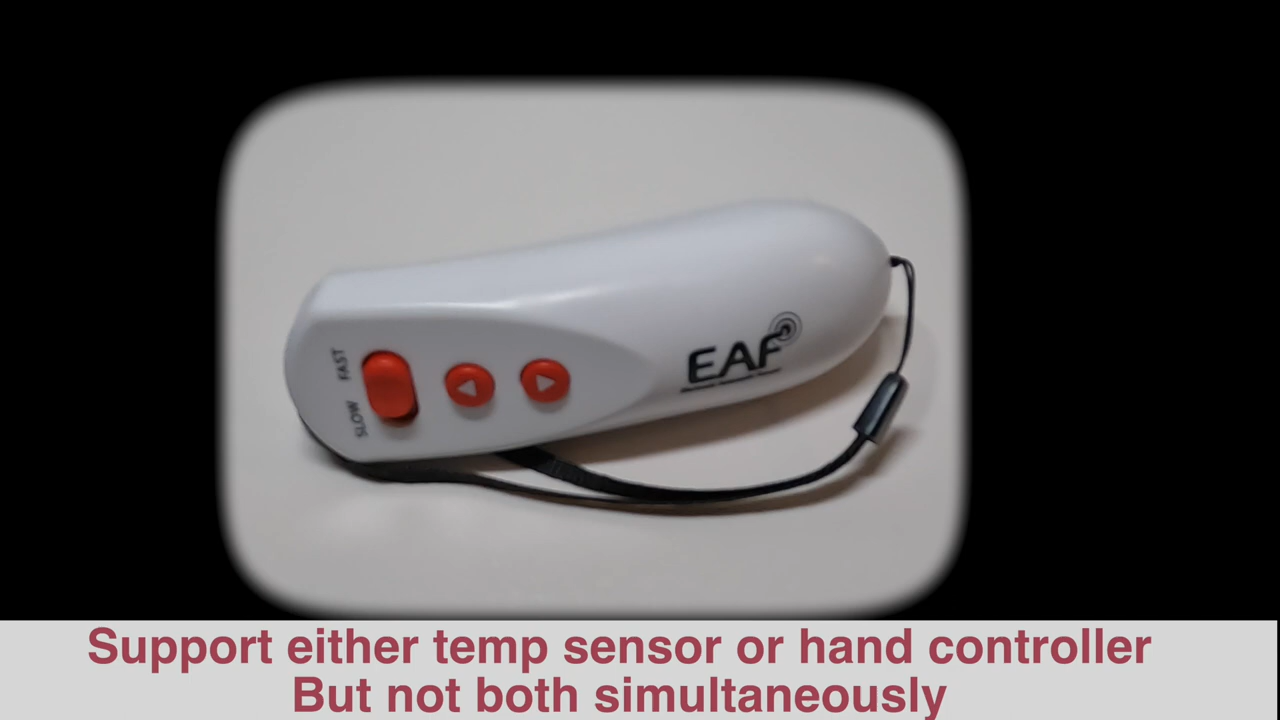 FAST
SLOW
EAF
Support either temp sensor or hand controller
But not both simultaneously